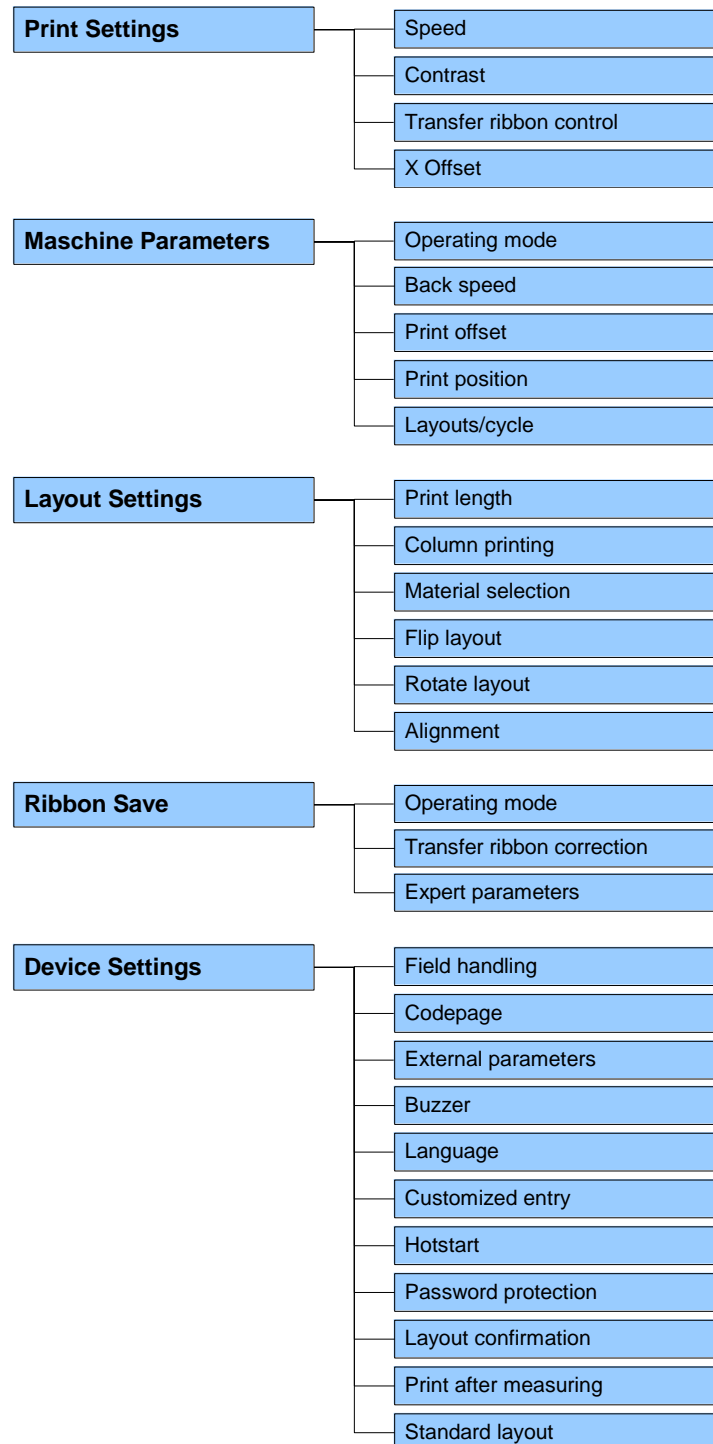 Print Settings
Speed
Contrast
Transfer ribbon control
X Offset
Maschine Parameters
Operating mode
Back speed
Print offset
Print position
Layouts/cycle
Layout Settings
Print length
Column printing
Material selection
Flip layout
Rotate layout
Alignment
Ribbon Save
Operating mode
Transfer ribbon correction
Expert parameters
Device Settings
Field handling
Codepage
External parameters
Buzzer
Language
Customized entry
Hotstart
Password protection
Layout confirmation
Print after measuring
Standard layout